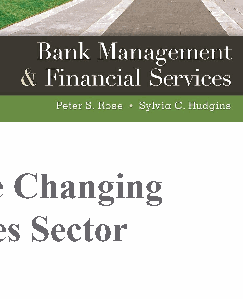 Bank Management
& Financial Services
Peter S. Rose • Sylvia C. Hudgins
e Changing
es Sector